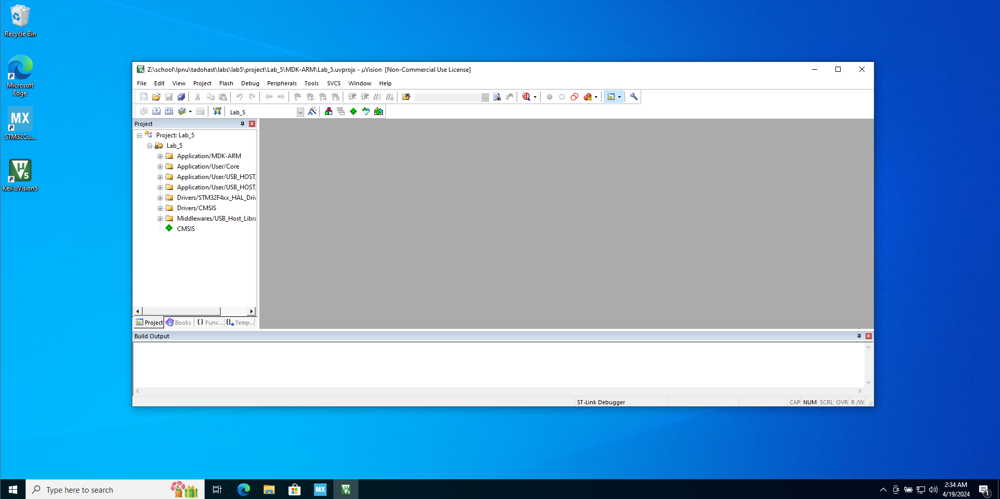 Recycle Bin
Microsoft
Edge
MX
STM32Cu...
µ
V5
Keil uVision5
Z:\school\lpnu\tadohast\labs\lab5\project\Lab_5\MDK-ARM\Lab_5.uvprojx - µVision  [Non-Commercial Use License]
File Edit View Project Flash Debug Peripherals Tools SVCS Window Help
LOAD
Lab_5
Project
Project: Lab_5
Lab_5
Application/MDK-ARM
Application/User/Core
Application/User/USB_HOST,
Application/User/USB_HOST,
Drivers/STM32F4xx_HAL_Driv
Drivers/CMSIS
Middlewares/USB_Host_Libra
CMSIS
Project Books {} Func... Temp...
Build Output
ST-Link Debugger CAP NUM SCRL OVR R /W
Type here to search
MX
2:34 AM
4/19/2024
1